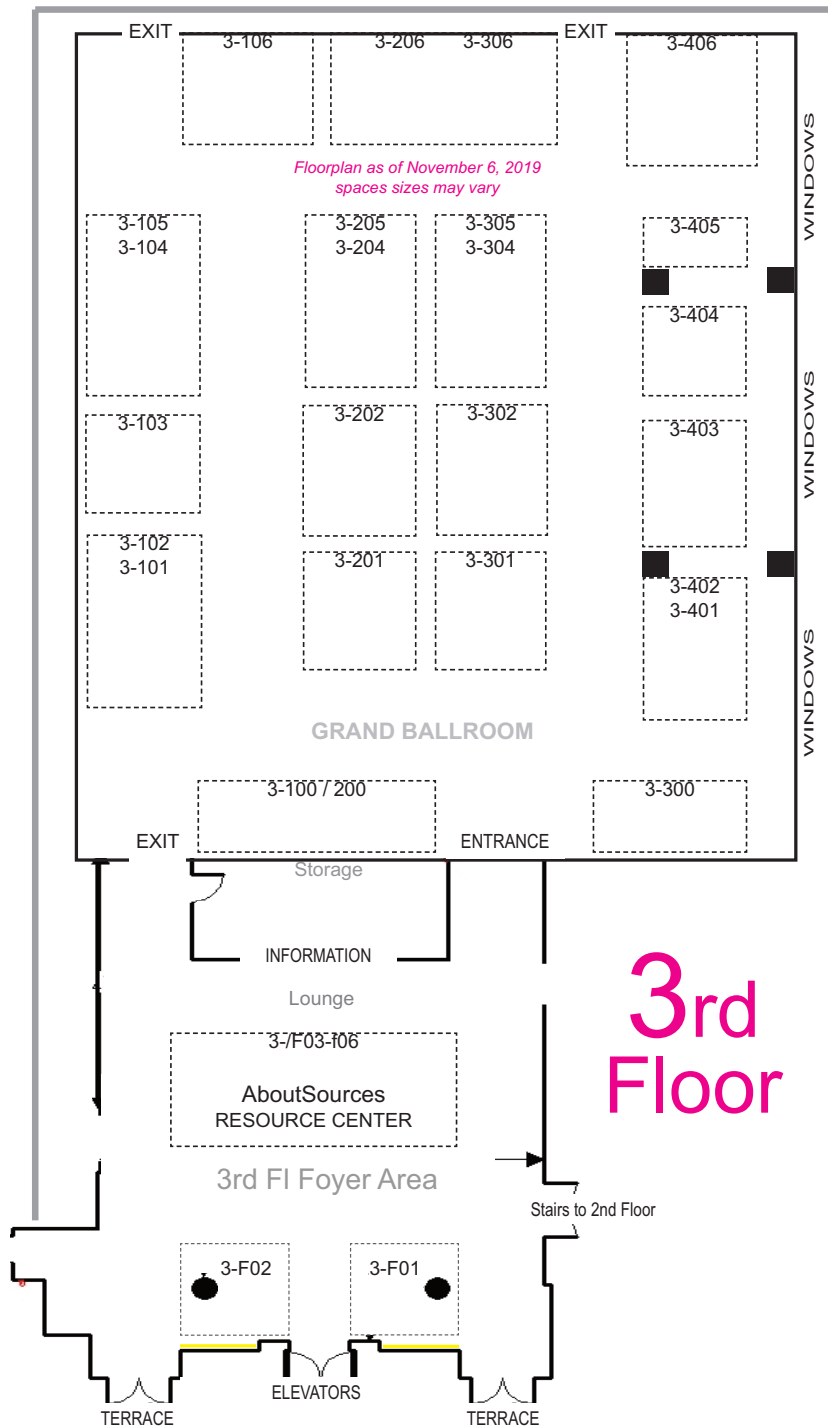 EXIT
EXIT
3-106
3-206
3-306
3-406
Floorplan as of November 6, 2019
spaces sizes may vary
WINDOWS
3-105
3-104
3-205
3-204
3-305
3-304
3-405
3-404
3-103
3-202
3-302
3-403
WINDOWS
3-102
3-101
3-201
3-301
3-402
3-401
WINDOWS
GRAND BALLROOM
3-100 / 200
3-300
EXIT
ENTRANCE
Storage
INFORMATION
Lounge
3-/F03-f06
AboutSources
RESOURCE CENTER
3rd
Floor
3rd Fl Foyer Area
Stairs to 2nd Floor
3-F02
3-F01
ELEVATORS
TERRACE
TERRACE